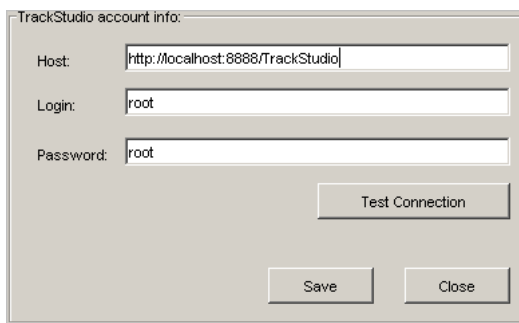 TrackStudio account info:
Host: http://localhost:8888/TrackStudio
Login: root
Password: root
Test Connection
Save Close